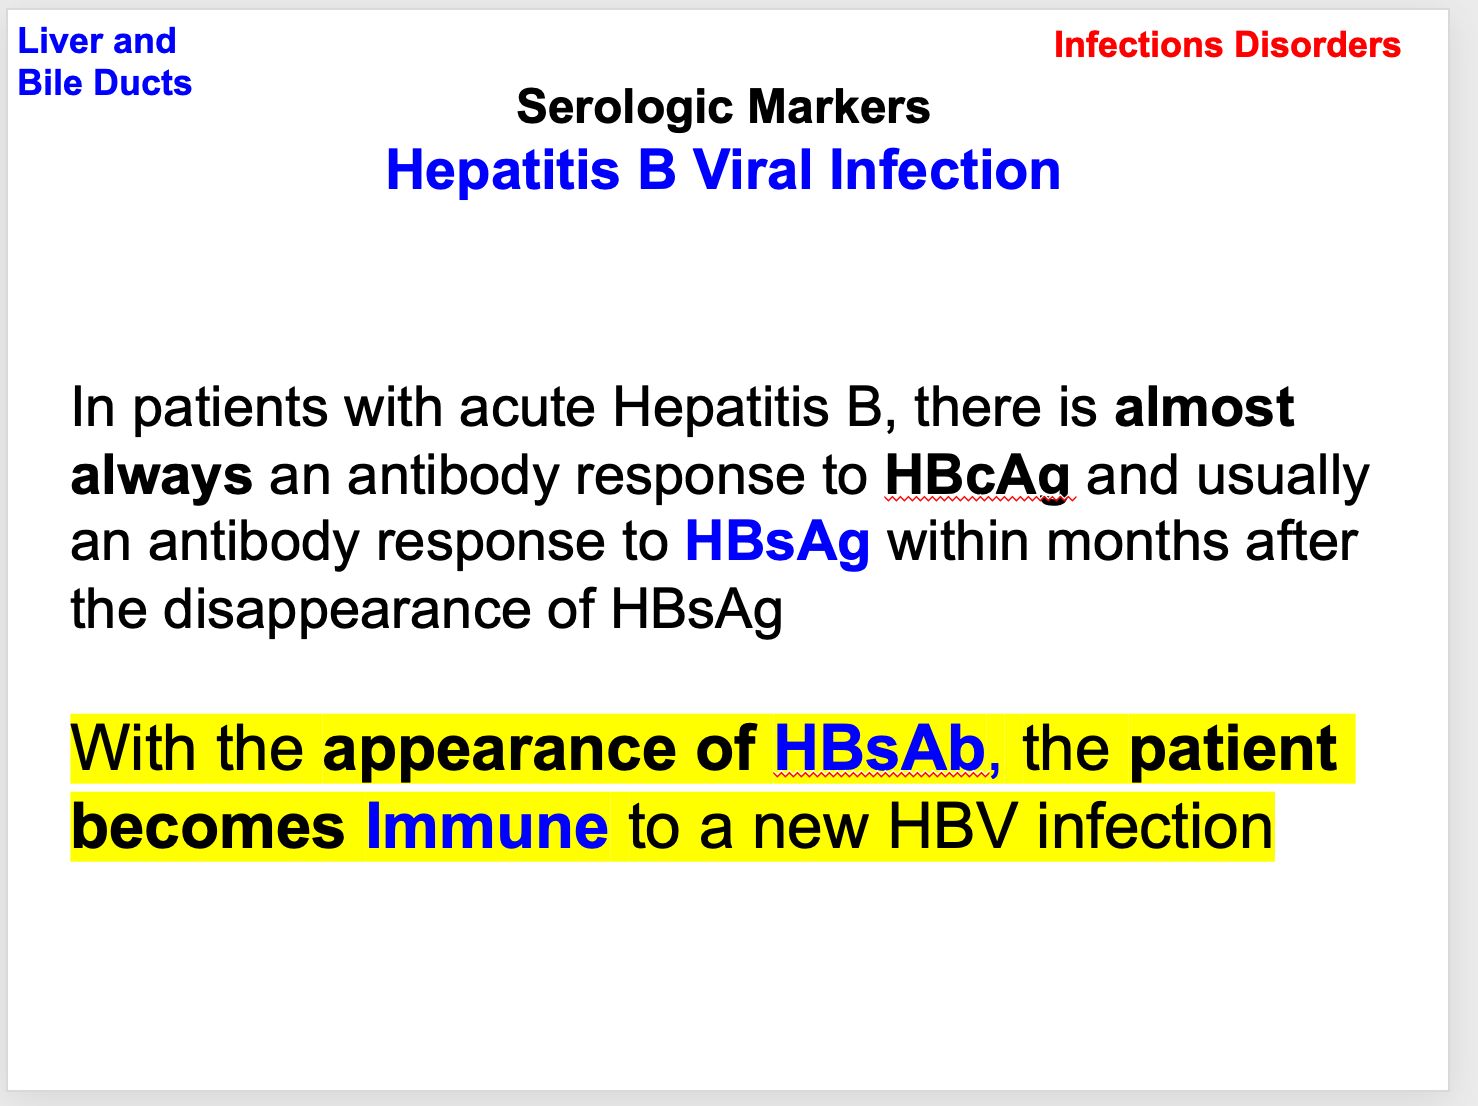 Liver and
Bile Ducts
Infections Disorders
Serologic Markers
Hepatitis B Viral Infection
In patients with acute Hepatitis B, there is almost
always an antibody response to HBcAg and usually
an antibody response to HBsAg within months after
the disappearance of HBsAg
With the appearance of HBsAb, the patient
becomes Immune to a new HBV infection